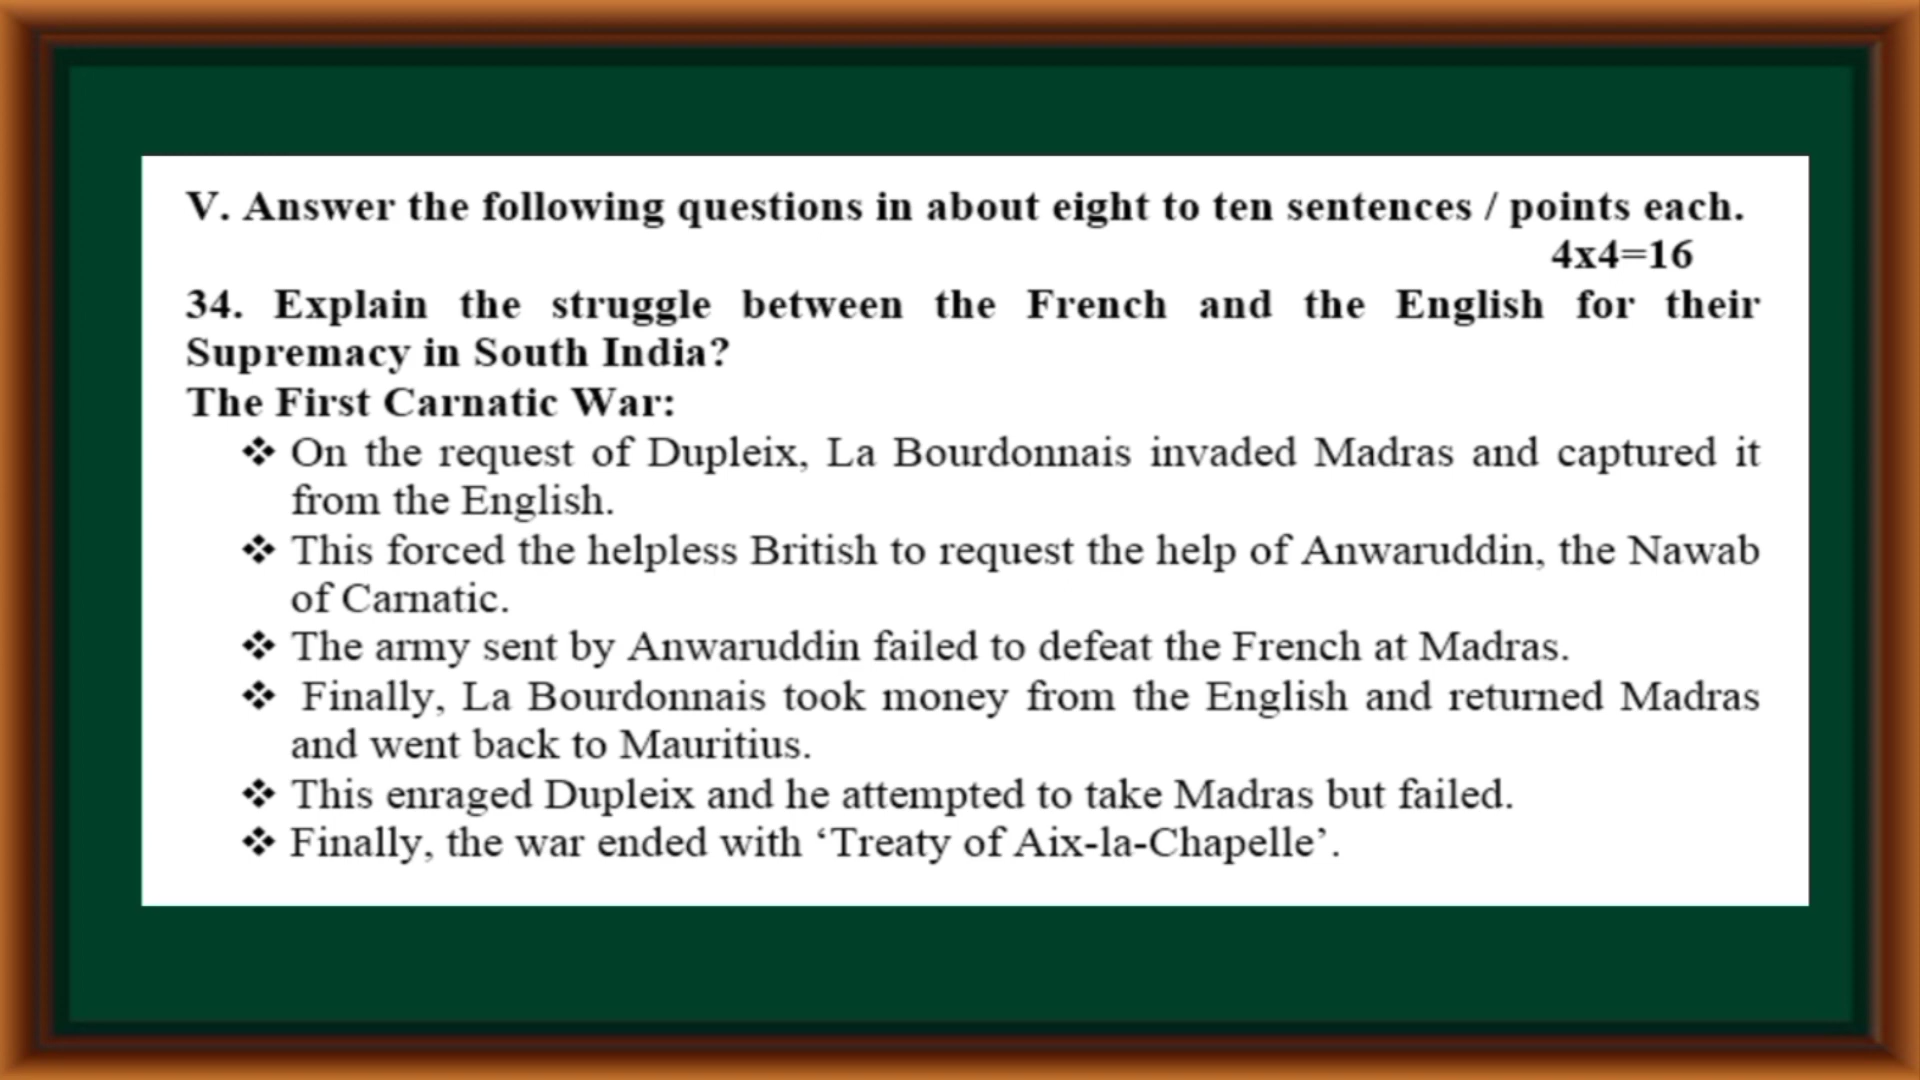 V. Answer the following questions in about eight to ten sentences / points each.
4x4=16
34. Explain the struggle between the French and the English for their
Supremacy in South India?
The First Carnatic War:
❖ On the request of Dupleix, La Bourdonnais invaded Madras and captured it
from the English.
❖ This forced the helpless British to request the help of Anwaruddin, the Nawab
of Carnatic.
❖ The army sent by Anwaruddin failed to defeat the French at Madras.
❖ Finally, La Bourdonnais took money from the English and returned Madras
and went back to Mauritius.
❖ This enraged Dupleix and he attempted to take Madras but failed.
❖ Finally, the war ended with ‘Treaty of Aix-la-Chapelle’.